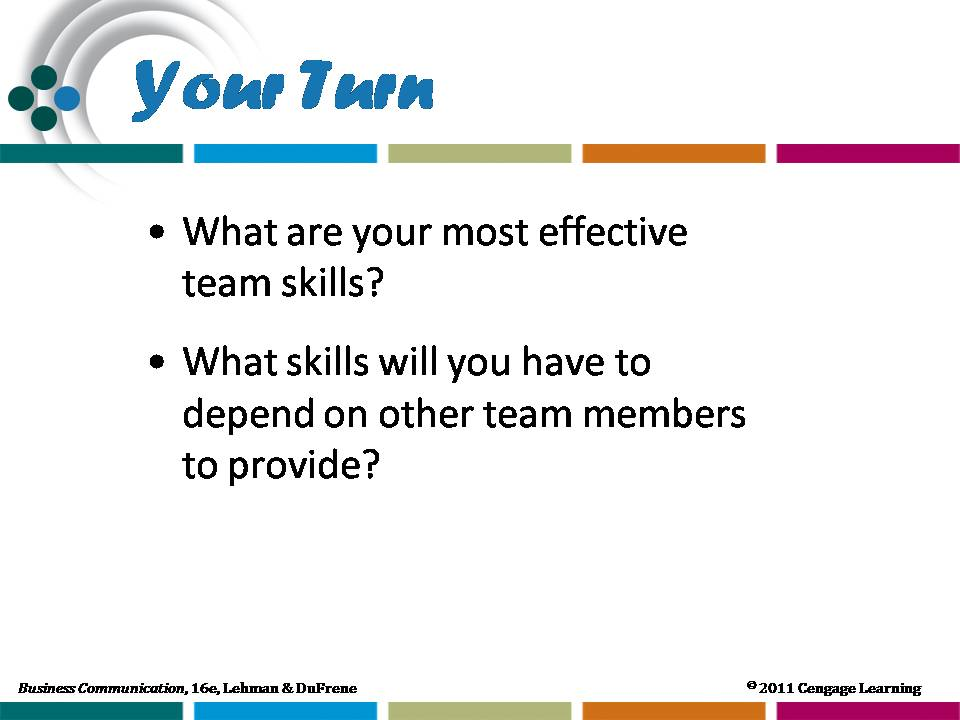 Your Turn
• What are your most effective
team skills?
• What skills will you have to
depend on other team members
to provide?
Business Communication, 16e, Lehman & DuFrene
© 2011 Cengage Learning